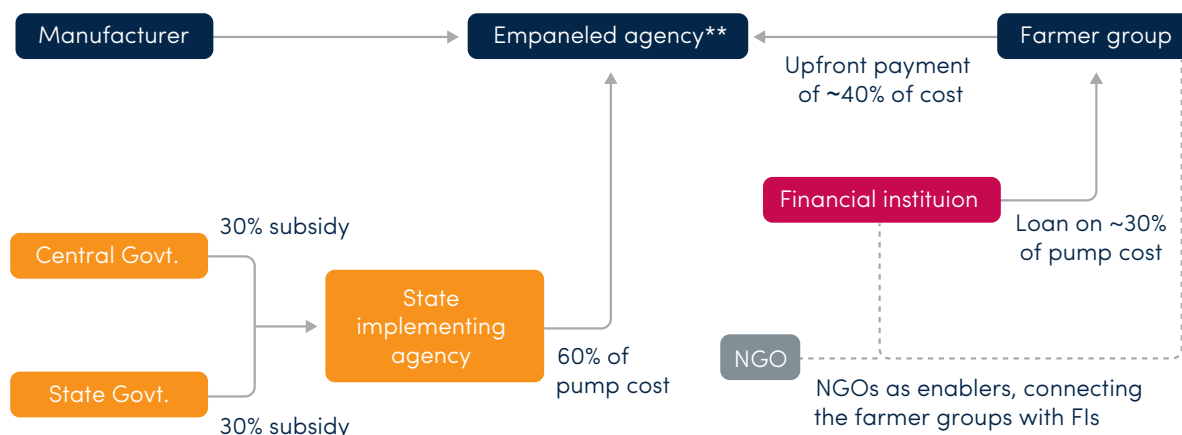 Manufacturer
Empaneled agency**
Farmer group
Upfront payment
of ~40% of cost
Financial instituion
Loan on ~30%
of pump cost
30% subsidy
Central Govt.
State
implementing
agency
60% of
pump cost
State Govt.
30% subsidy
NGO
NGOs as enablers, connecting
the farmer groups with FIs